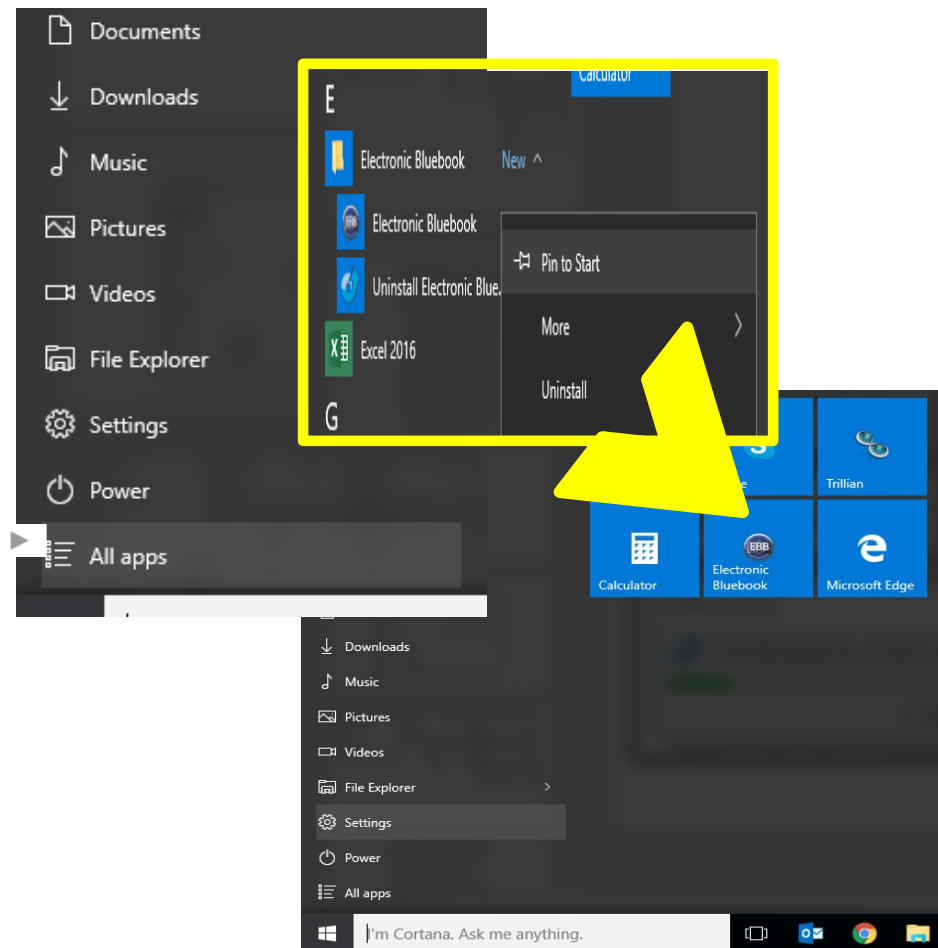 Documents
Downloads
Music
Pictures
Videos
File Explorer
Settings
Power
All apps
Calculator
E
Electronic Bluebook New
EBB Electronic Bluebook
Uninstall Electronic Blue..
Excel 2016
G
Pin to Start
More
Uninstall
Trillian
Calculator
EBB
Electronic
Bluebook
Microsoft Edge
Downloads
Music
Pictures
Videos
File Explorer
Settings
Power
All apps
I'm Cortana. Ask me anything.